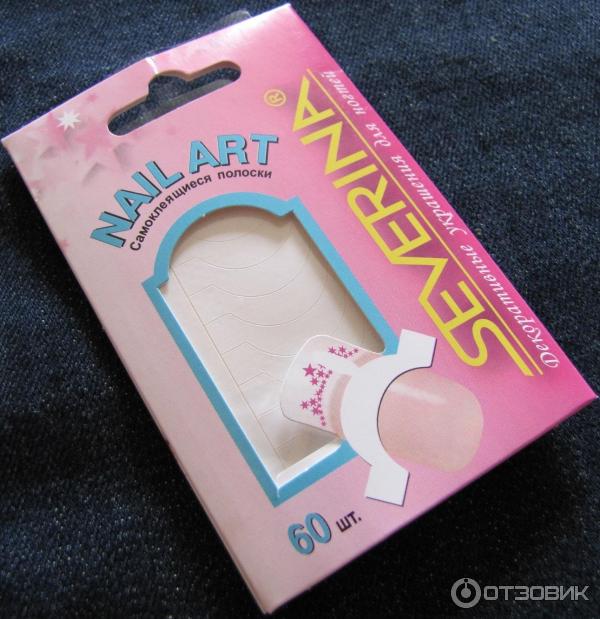 NAIL ART
Самоклеящиеся полоски
SEVERINA®
Декоративные украшения для ногтей
60 шт.
ОТЗОВИК